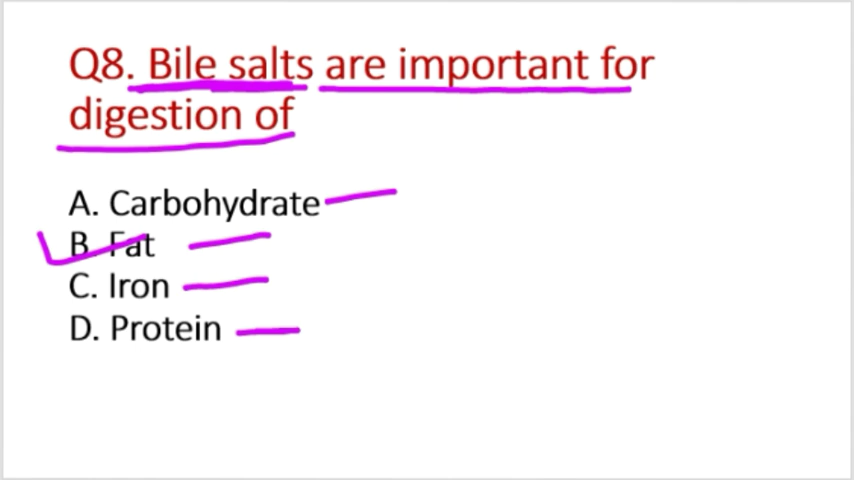 Q8. Bile salts are important for
digestion of
A. Carbohydrate
B. Fat
C. Iron
D. Protein